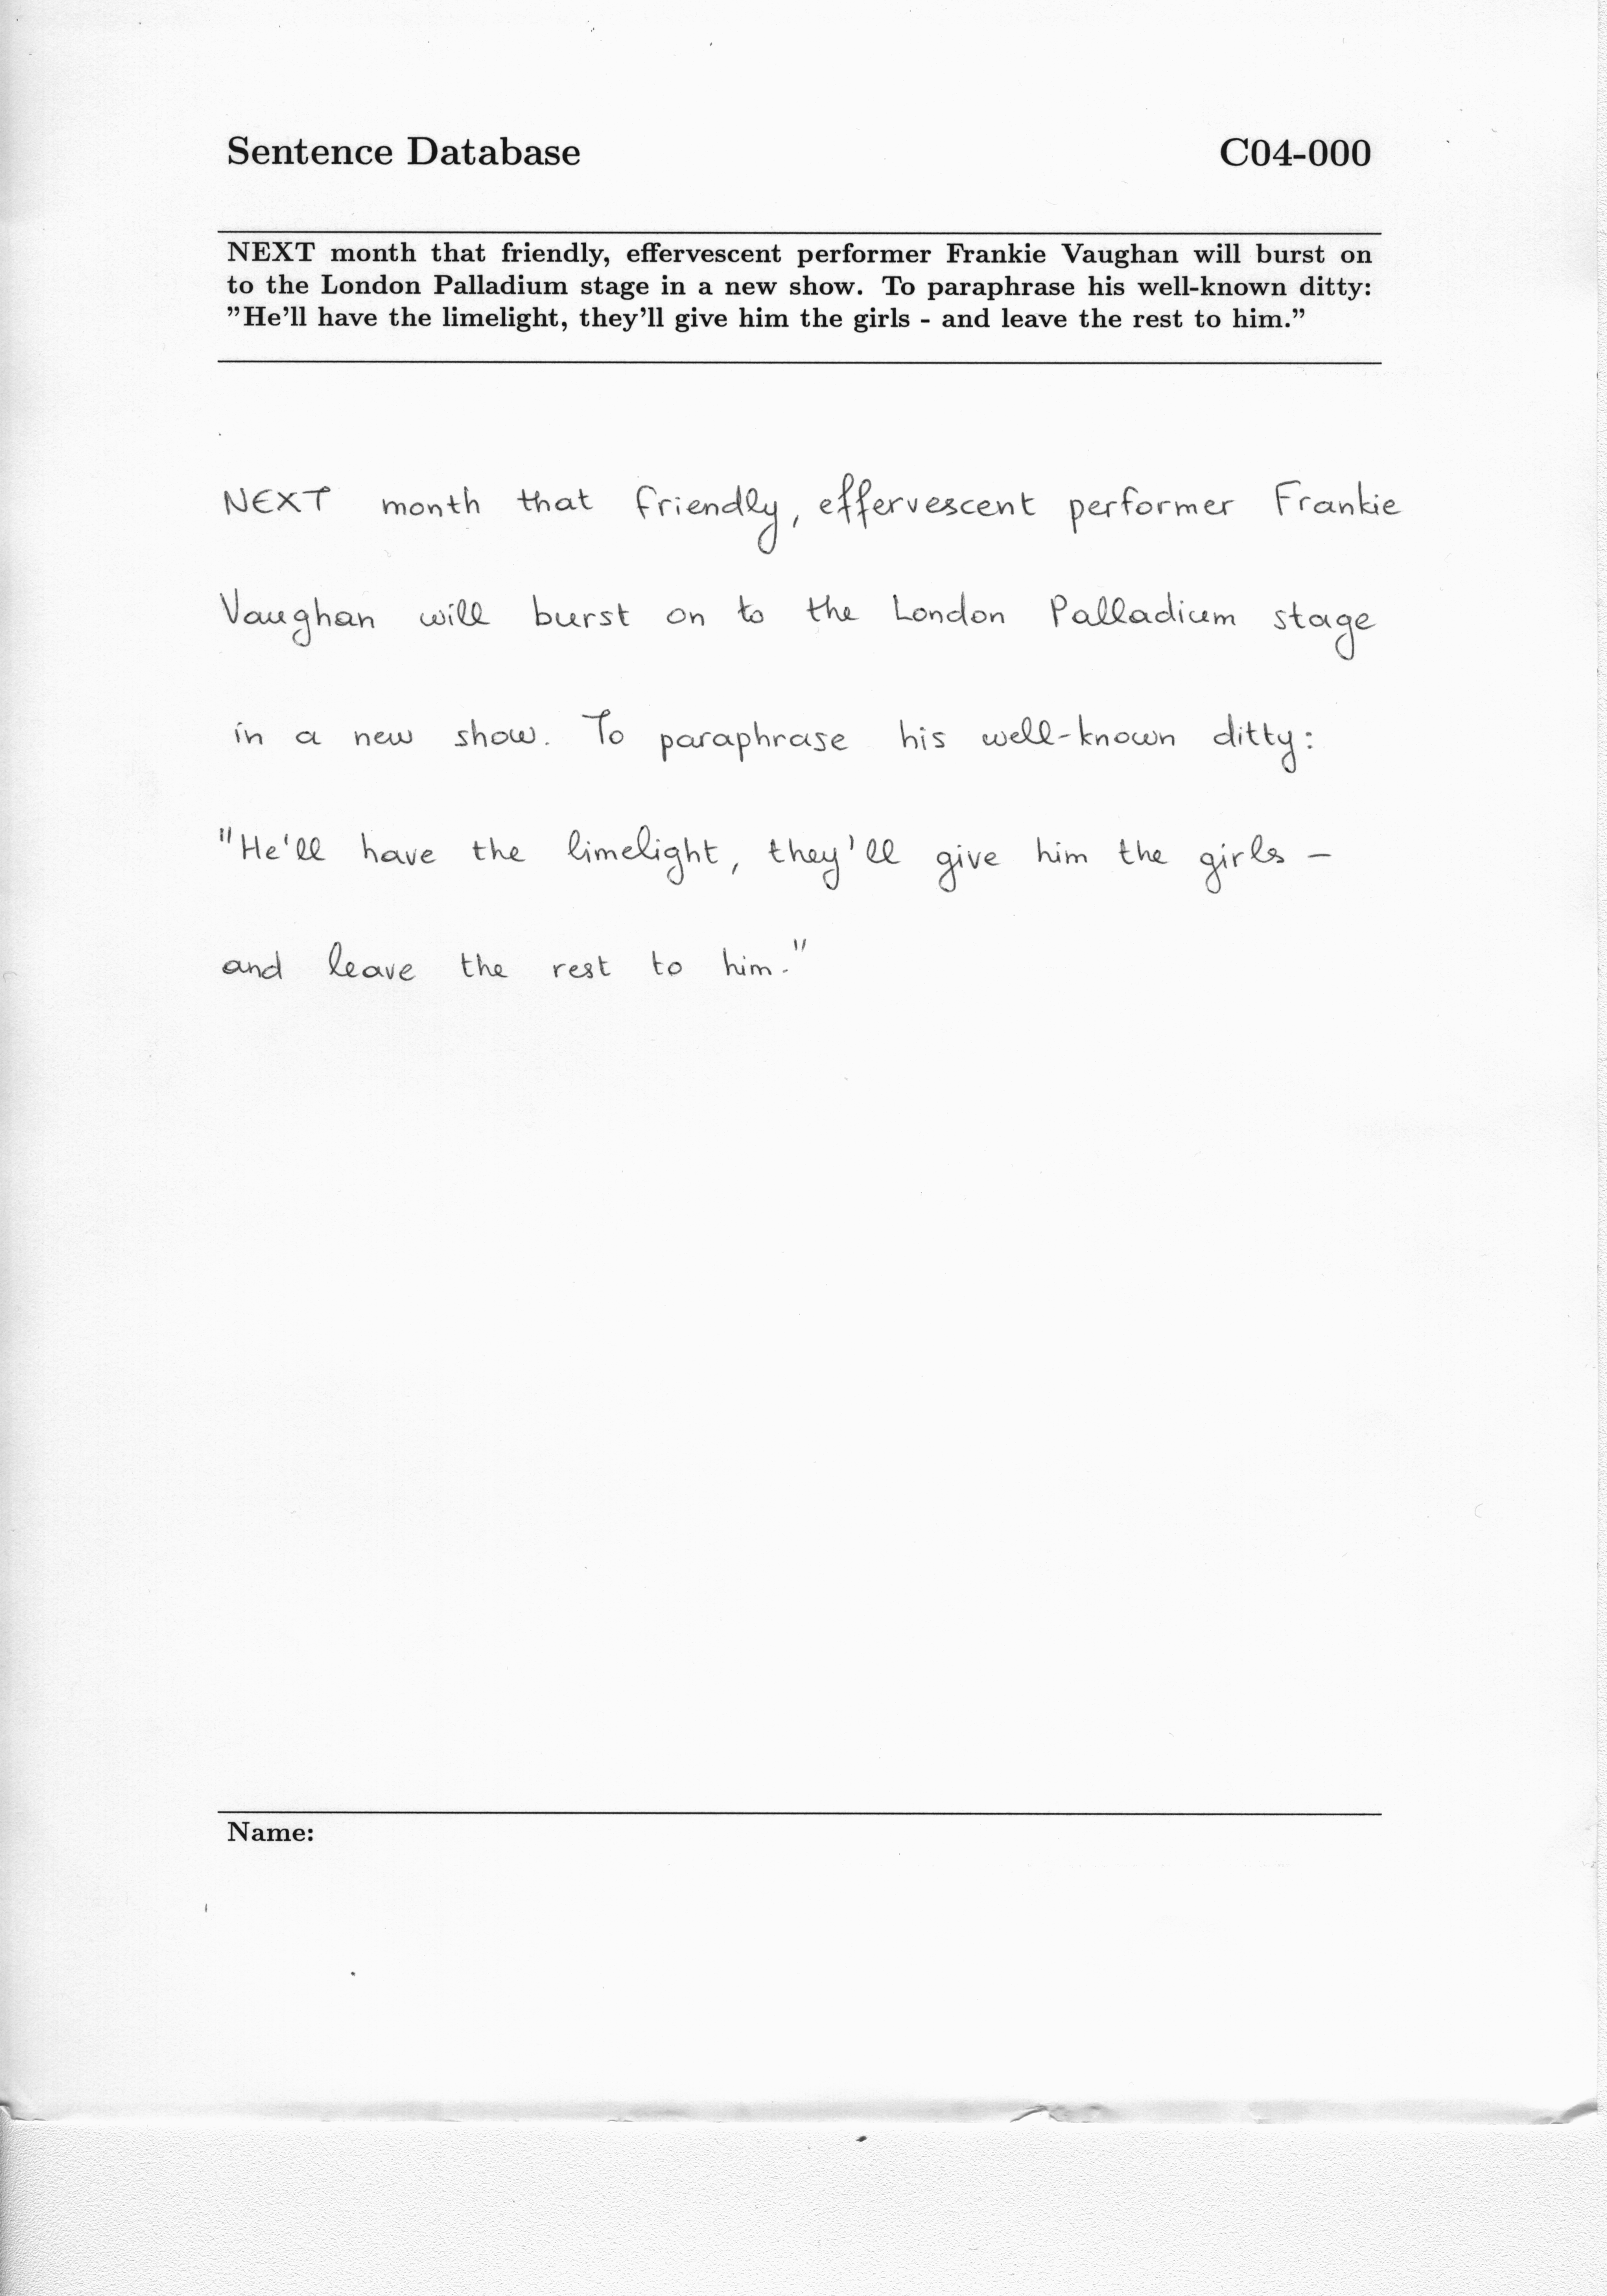 Sentence Database C04-000
NEXT month that friendly, effervescent performer Frankie Vaughan will burst on
to the London Palladium stage in a new show. To paraphrase his well-known ditty:
”He’ll have the limelight, they’ll give him the girls - and leave the rest to him.”
NEXT month that friendly, effervescent performer Frankie
Vaughan will burst on to the London Palladium stage
in a new show. To paraphrase his well-known ditty:
"He'll have the limelight, they'll give him the girls –
and leave the rest to him."
Name: